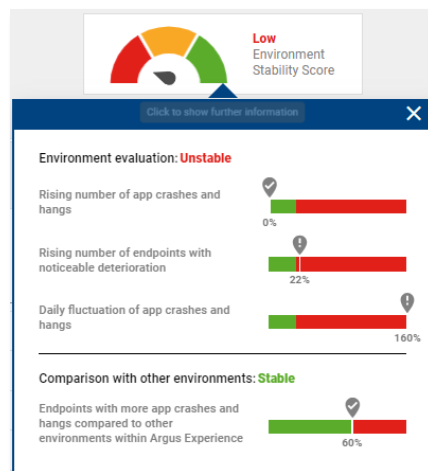 Low
Environment
Stability Score
Click to show further information
Environment evaluation: Unstable
Rising number of app crashes and
hangs
0%
Rising number of endpoints with
noticeable deterioration
22%
Daily fluctuation of app crashes and
hangs
160%
Comparison with other environments: Stable
Endpoints with more app crashes and
hangs compared to other
environments within Argus Experience
60%